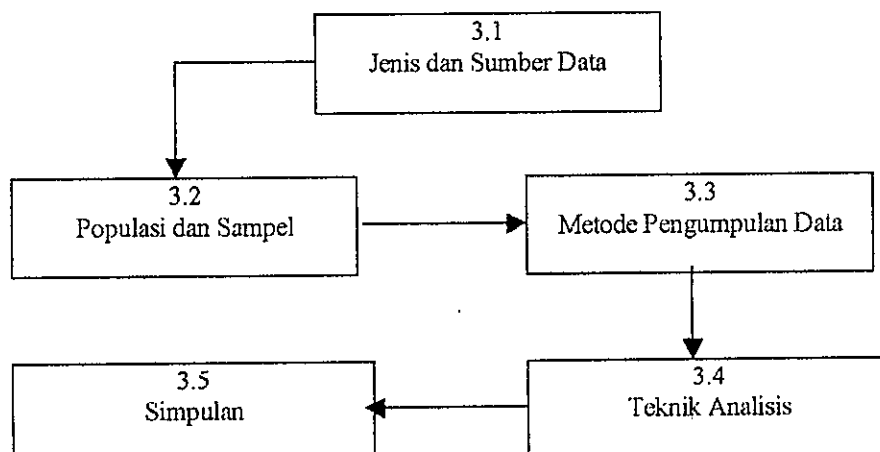 3.1
Jenis dan Sumber Data
3.2
Populasi dan Sampel
3.3
Metode Pengumpulan Data
3.4
Teknik Analisis
3.5
Simpulan